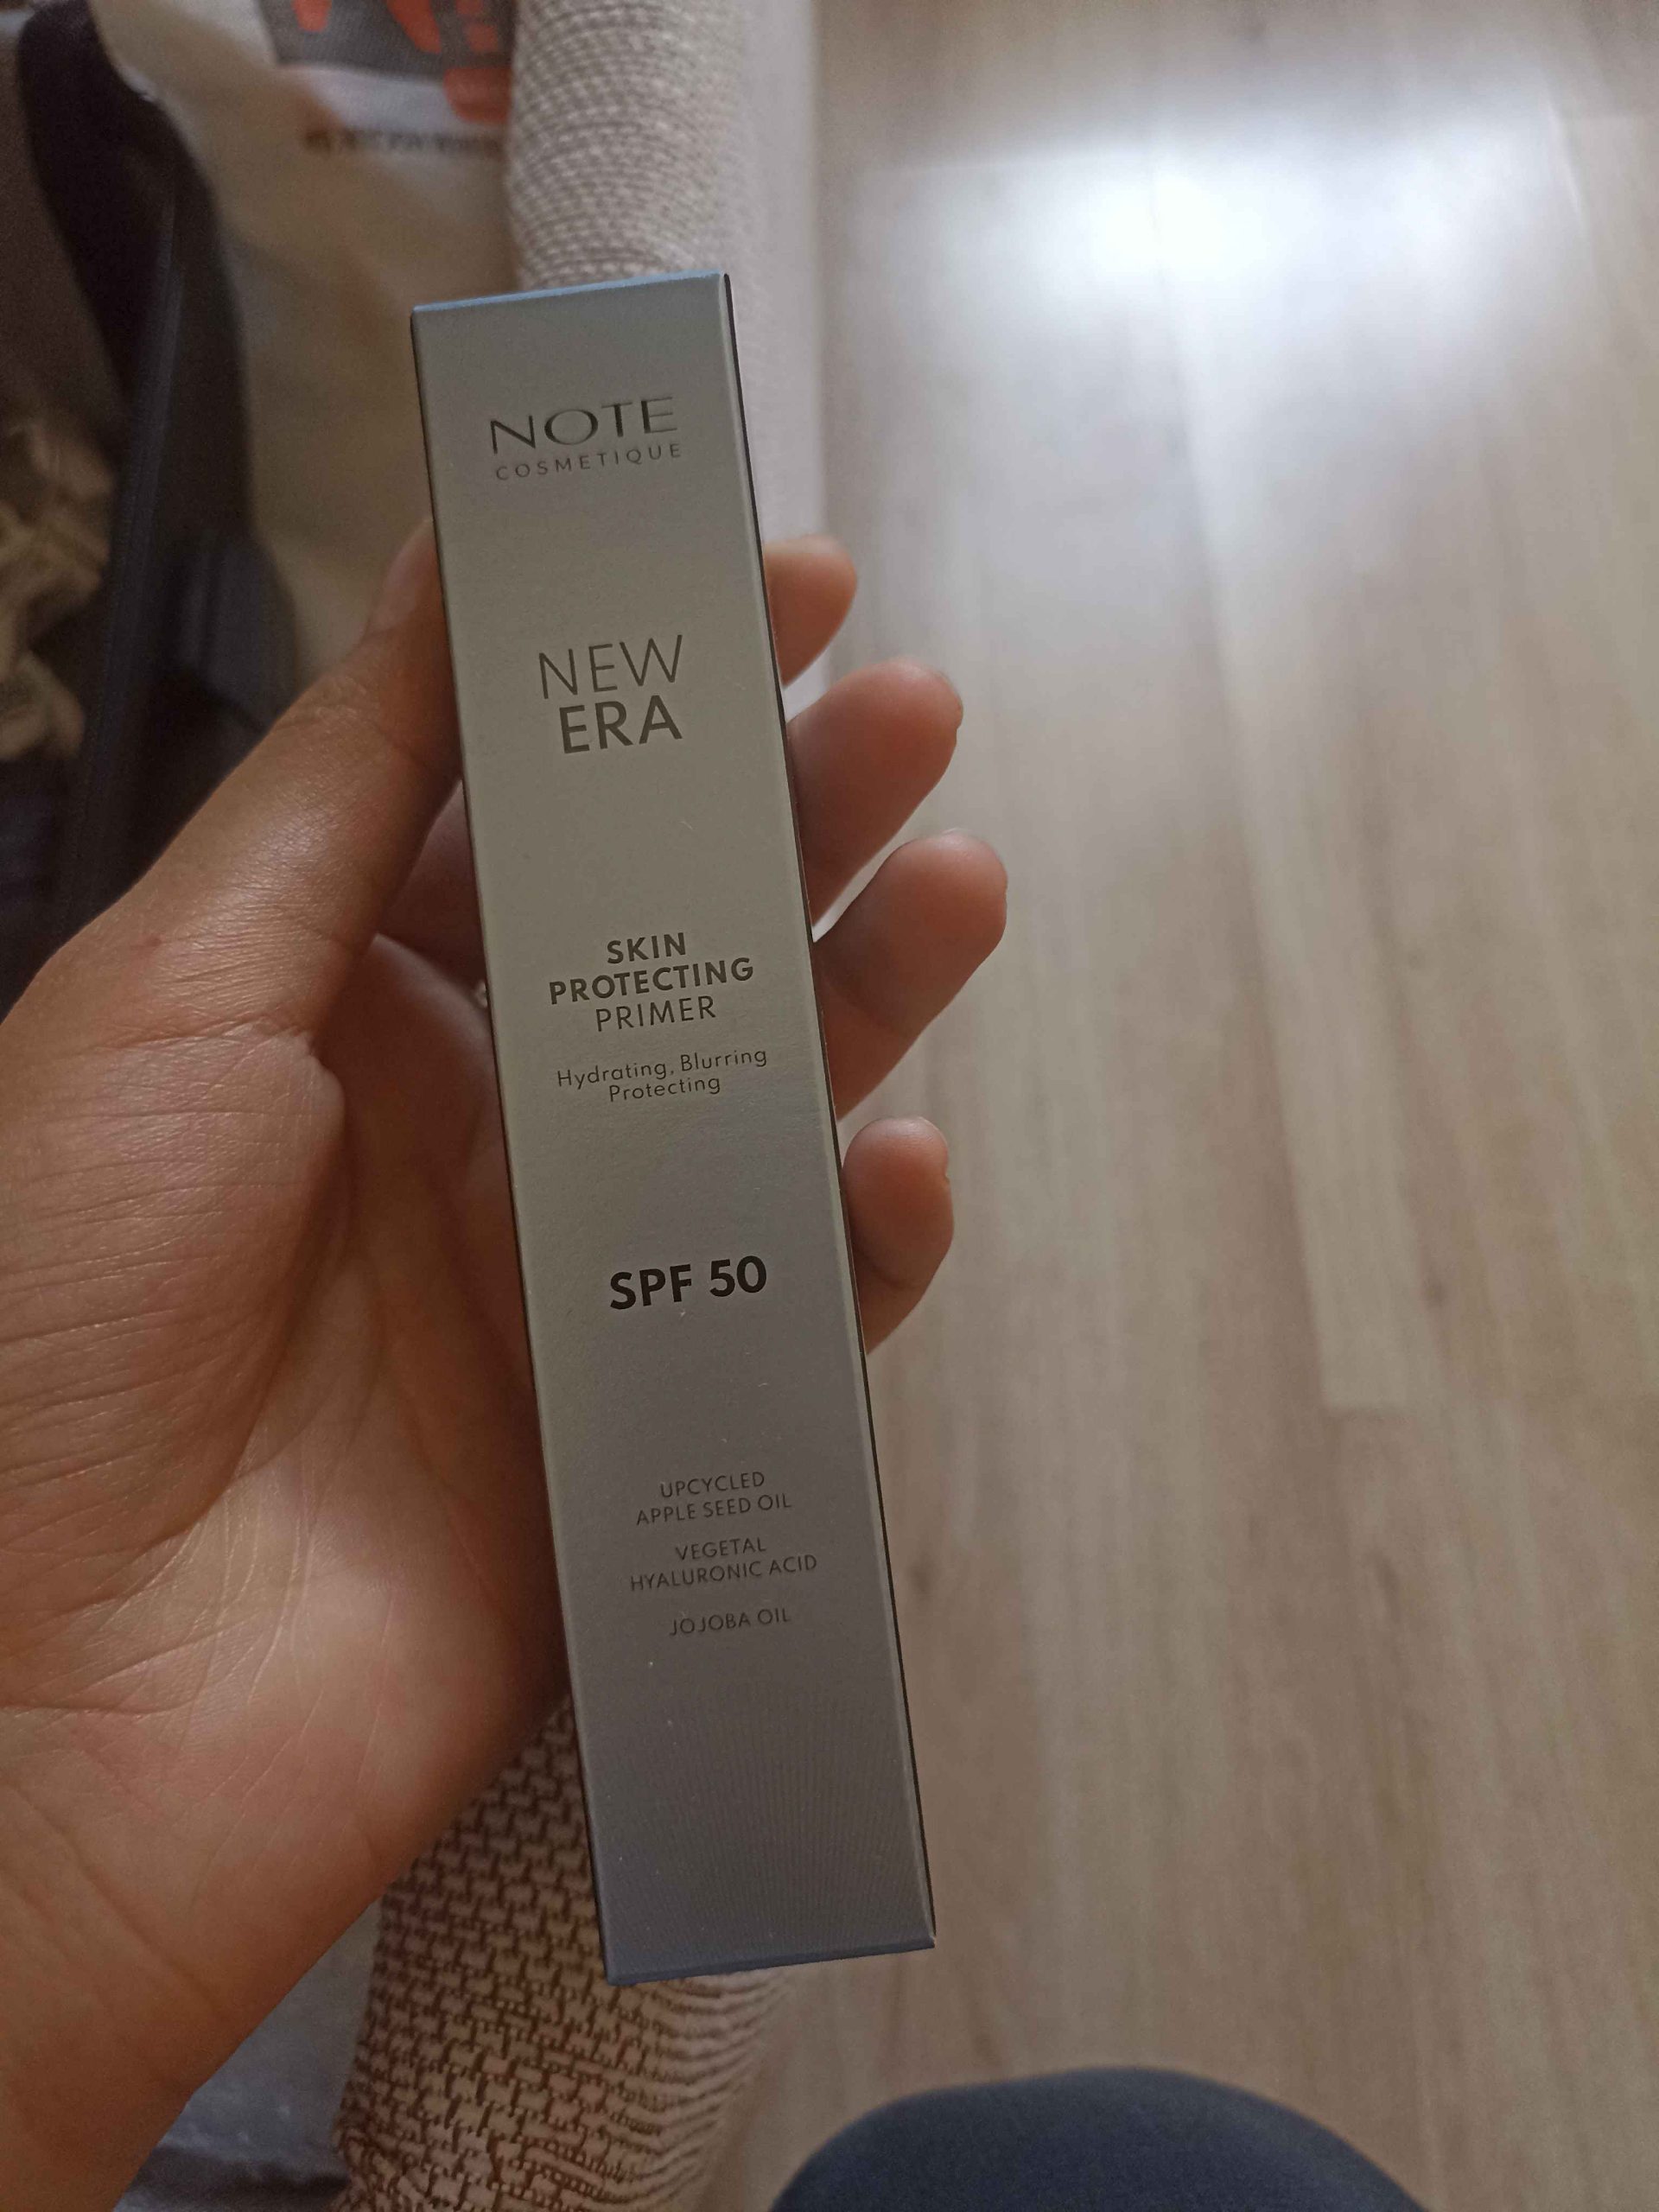 NOTE
COSMETIQUE
NEW
ERA
SKIN
PROTECTING
PRIMER
Hydrating, Blurring
Protecting
SPF 50
UPCYCLED
APPLE SEED OIL
VEGETAL
HYALURONIC ACID
JOJOBA OIL